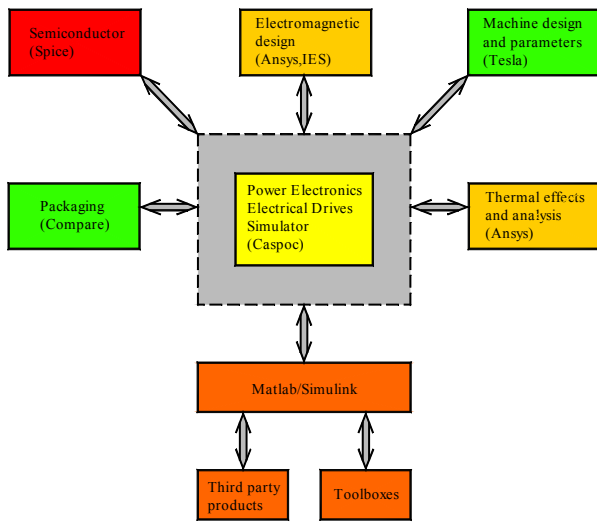 Semiconductor
(Spice)
Electromagnetic
design
(Ansys,IES)
Machine design
and parameters
(Tesla)
Packaging
(Compare)
Power Electronics
Electrical Drives
Simulator
(Caspoc)
Thermal effects
and analysis
(Ansys)
Matlab/Simulink
Third party
products
Toolboxes